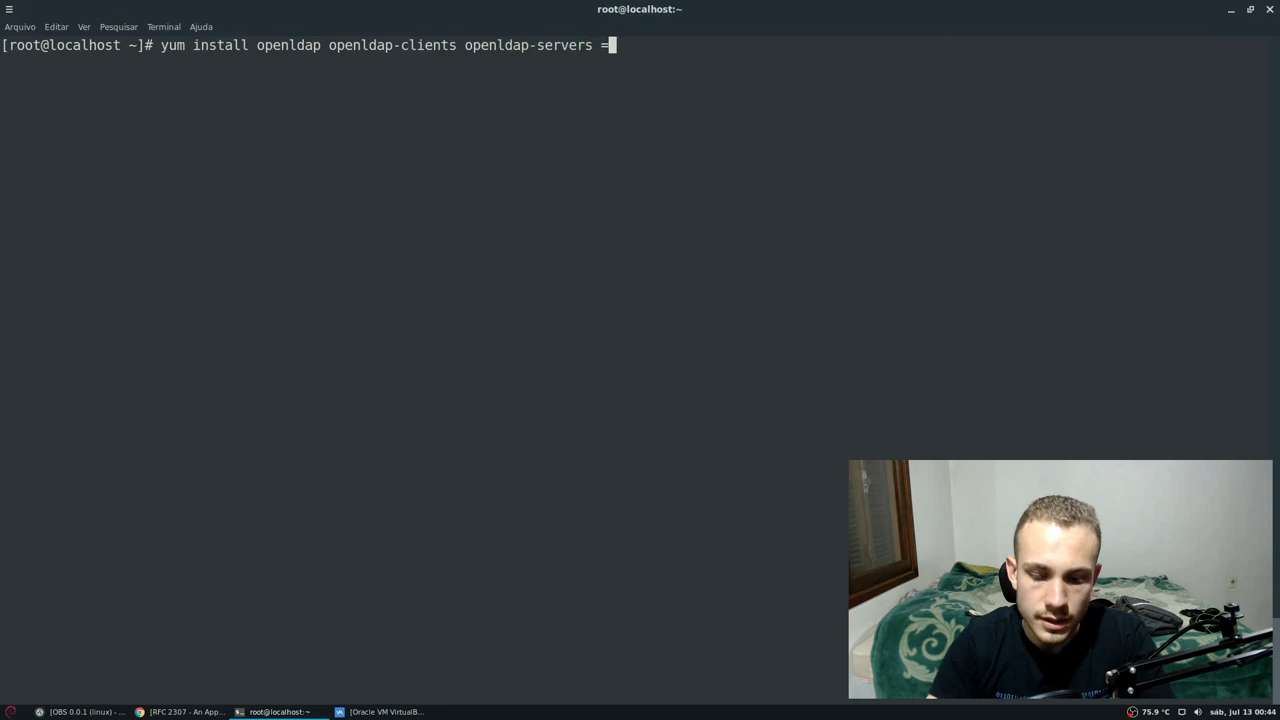 root@localhost:~
Arquivo Editar Ver Pesquisar Terminal Ajuda
[root@localhost ~]# yum install openldap openldap-clients openldap-servers =
[OBS 0.0.1 (linux) - ... [RFC 2307 - An App... root@localhost:~ [Oracle VM VirtualB... 75.9 °C sáb, jul 13 00:44